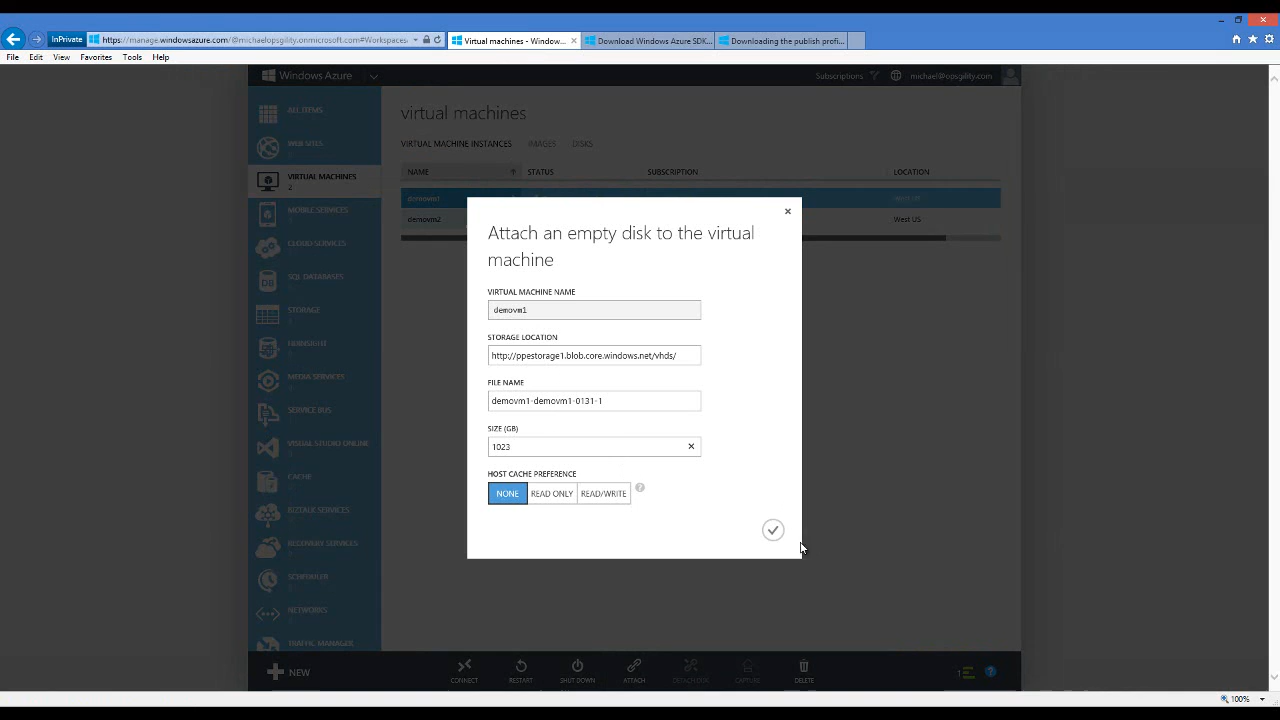 InPrivate
https://manage.windowsazure.com/@michaelopsgility.onmicrosoft.com#Workspaces
Virtual machines - Window...
Download Windows Azure SDK...
Downloading the publish profi...
File Edit View Favorites Tools Help
Windows Azure
Subscriptions
michael@opsgility.com
ALL ITEMS
WEB SITES
VIRTUAL MACHINES
2
MOBILE SERVICES
CLOUD SERVICES
SQL DATABASES
STORAGE
HDINSIGHT
MEDIA SERVICES
SERVICE BUS
VISUAL STUDIO ONLINE
CACHE
BIZTALK SERVICES
RECOVERY SERVICES
SCHEDULER
NETWORKS
TRAFFIC MANAGER
virtual machines
VIRTUAL MACHINE INSTANCES IMAGES DISKS
NAME STATUS SUBSCRIPTION LOCATION
demovm1 West US
demovm2 West US
Attach an empty disk to the virtual
machine
VIRTUAL MACHINE NAME
demovm1
STORAGE LOCATION
http://ppestorage1.blob.core.windows.net/vhds/
FILE NAME
demovm1-demovm1-0131-1
SIZE (GB)
1023
HOST CACHE PREFERENCE
NONE READ ONLY READ/WRITE
NEW
CONNECT RESTART SHUT DOWN ATTACH DETACH DISK CAPTURE DELETE
1
100%